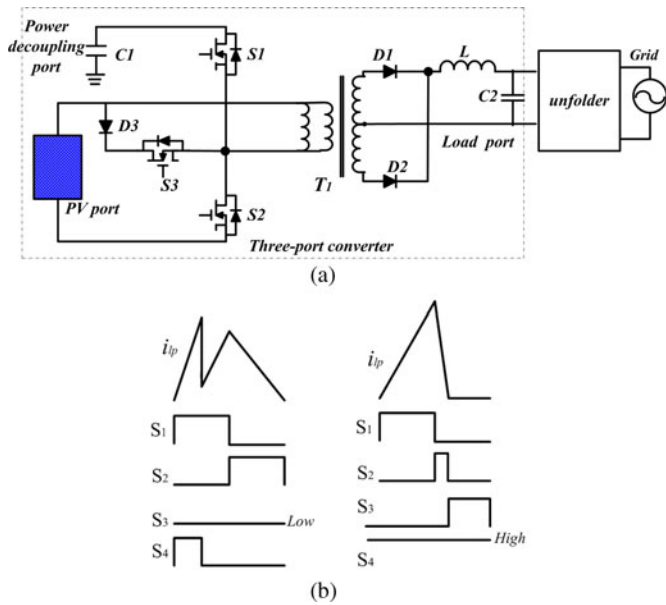 Power
decoupling
port
C1
S1
D1
L
Grid
C2
unfolder
D3
Load port
S3
D2
T1
S2
PV port
Three-port converter
(a)
ilp
ilp
S1
S1
S2
S2
S3
Low
S3
S4
High
S4
(b)